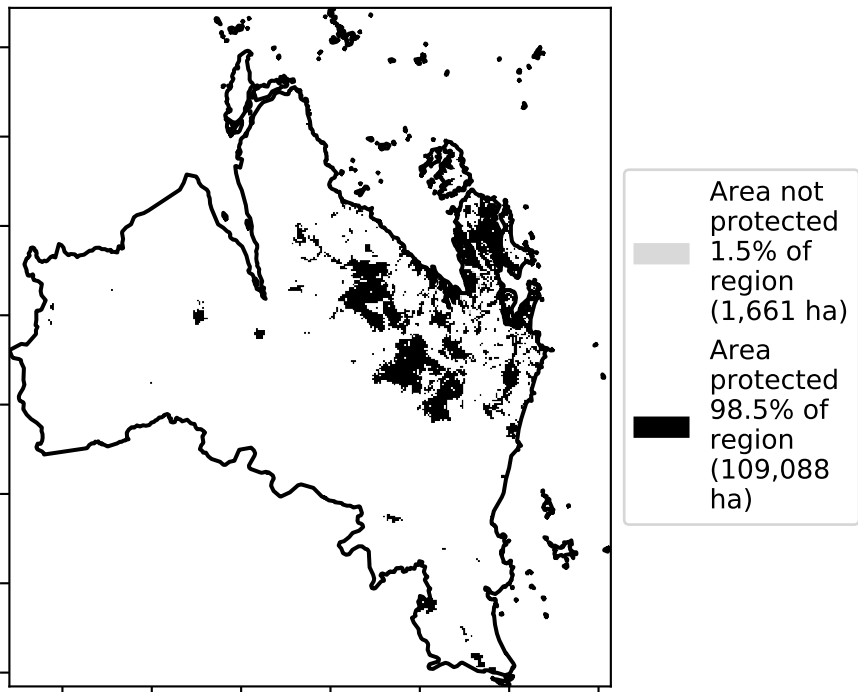 Area not
protected
1.5% of
region
(1,661 ha)
Area
protected
98.5% of
region
(109,088
ha)